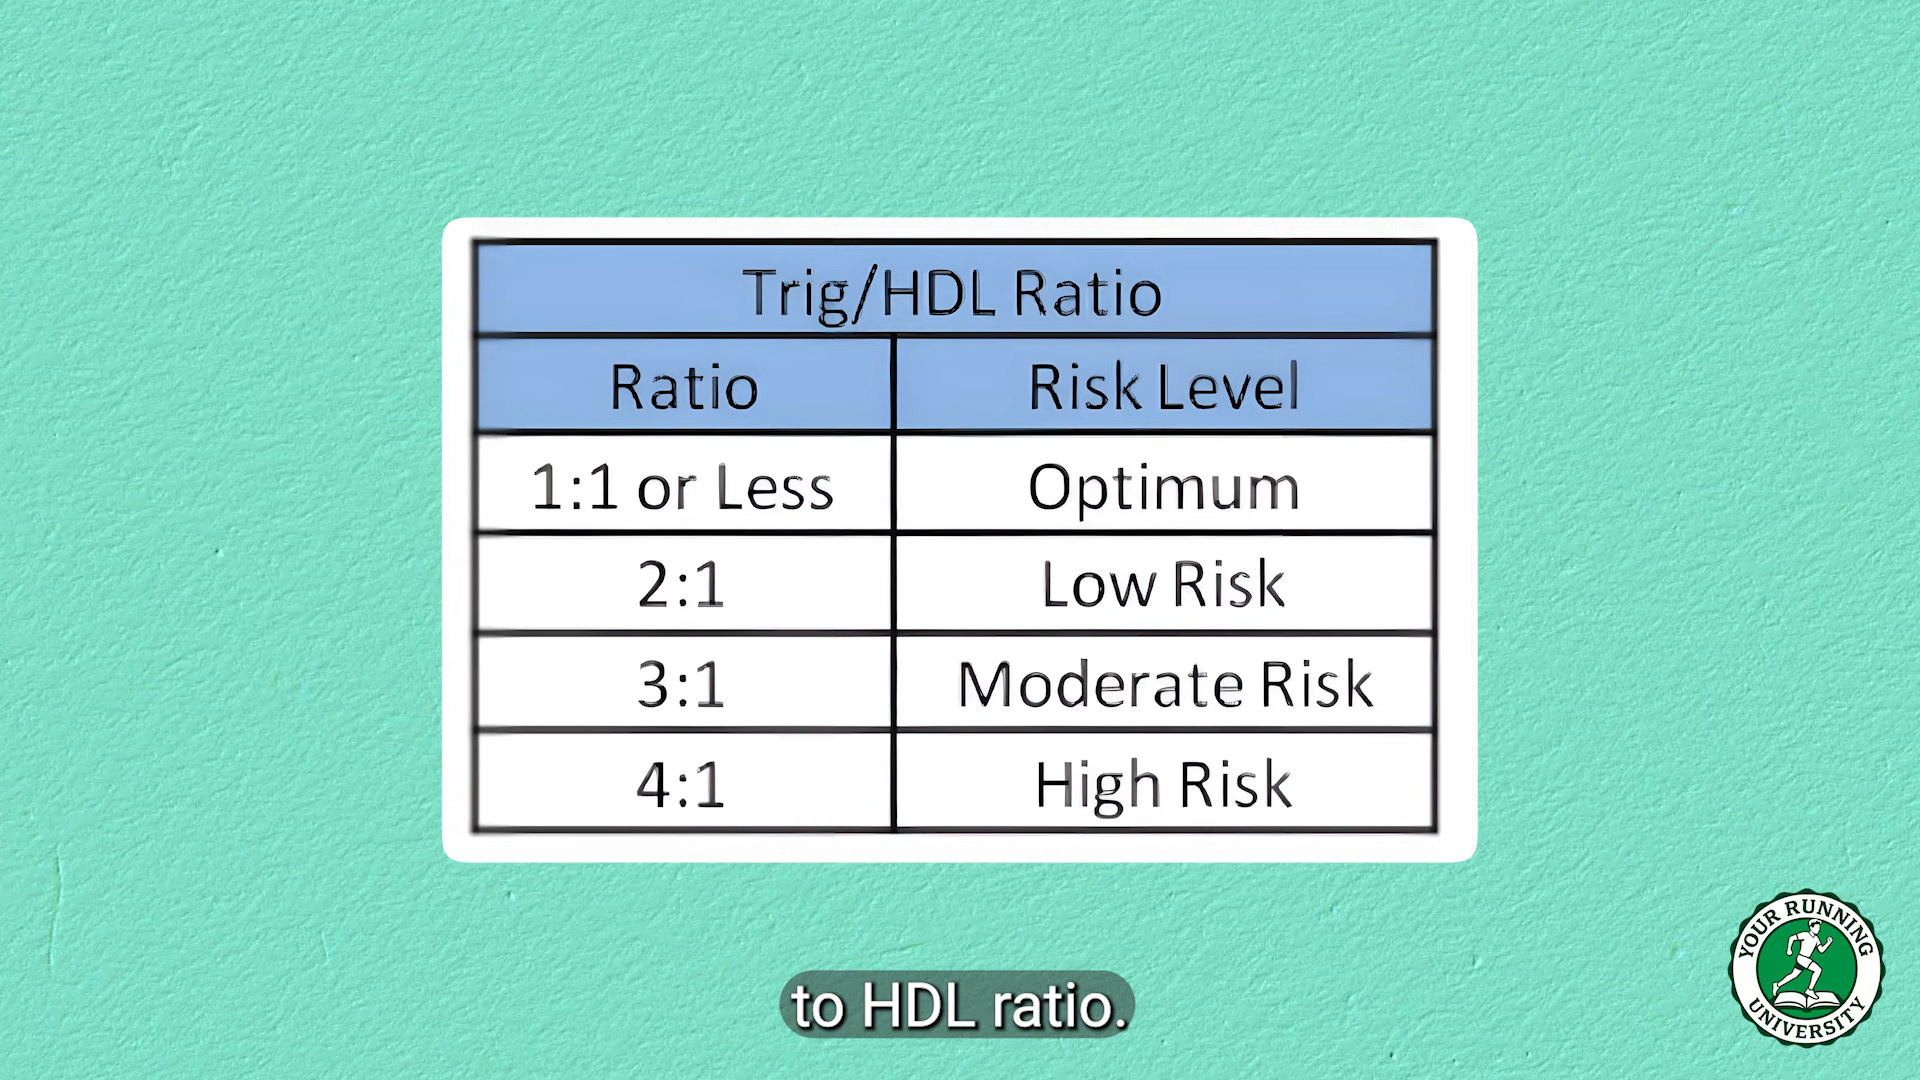 Trig/HDL Ratio
Ratio Risk Level
1:1 or Less Optimum
2:1 Low Risk
3:1 Moderate Risk
4:1 High Risk
to HDL ratio.
YOUR RUNNING
UNIVERSITY